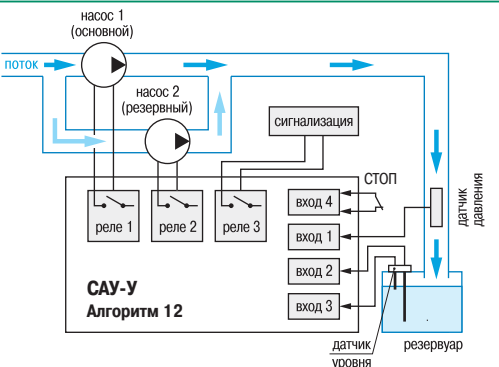 насос 1
(основной)
поток
насос 2
(резервный)
сигнализация
СТОП
реле 1
реле 2
реле 3
вход 4
вход 1
вход 2
вход 3
датчик
давления
САУ-У
Алгоритм 12
датчик
уровня
резервуар